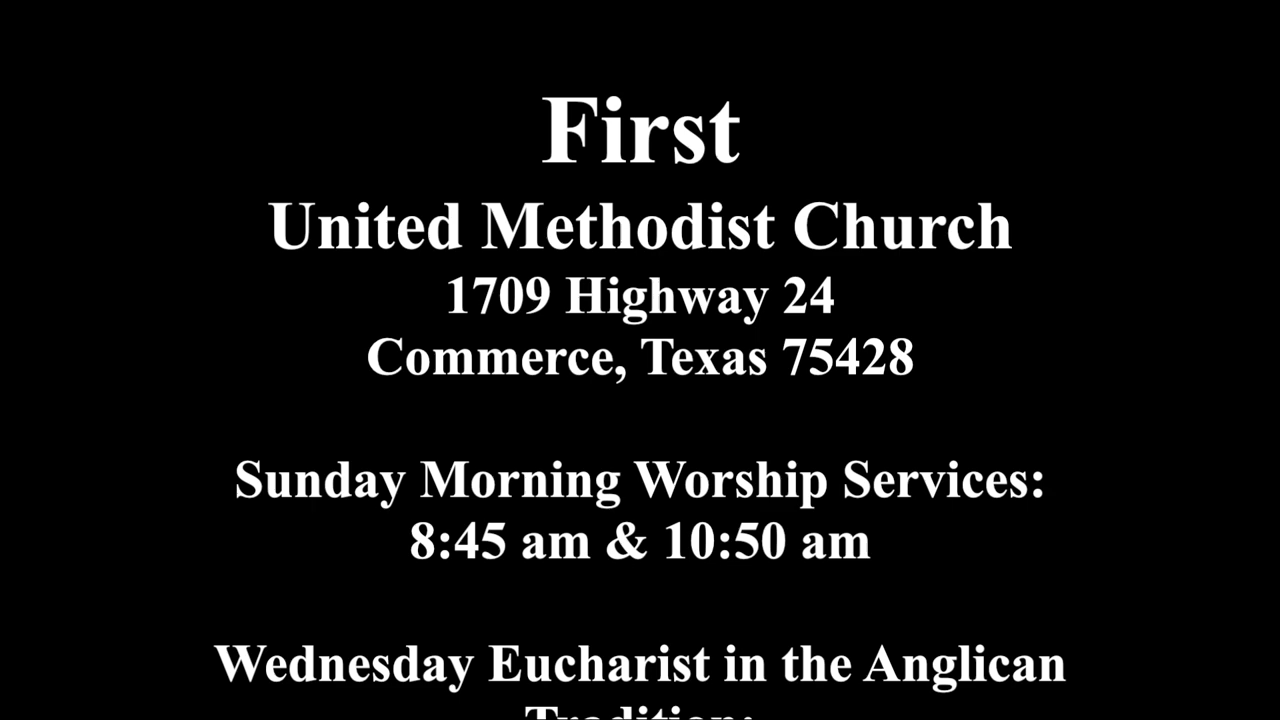 First
United Methodist Church
1709 Highway 24
Commerce, Texas 75428
Sunday Morning Worship Services:
8:45 am & 10:50 am
Wednesday Eucharist in the Anglican
Tradition: